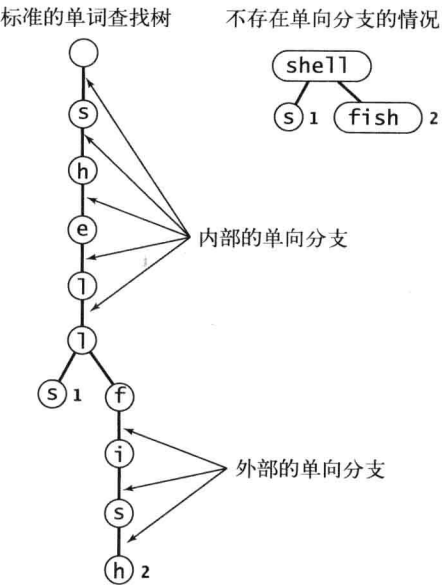 标准的单词查找树 不存在单向分支的情况
shell
s 1 fish 2
s
h
e
内部的单向分支
l
l
s 1 f
i
外部的单向分支
s
h 2